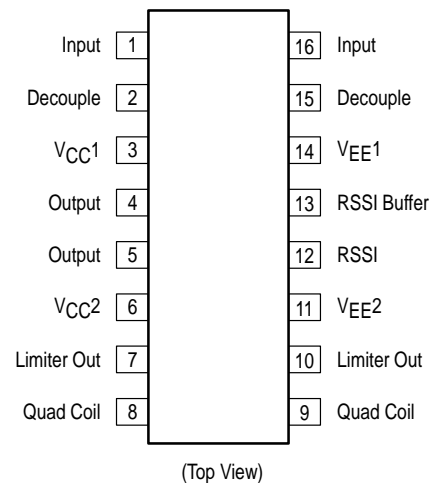 Input 1 16 Input
Decouple 2 15 Decouple
VCC1 3 14 VEE1
Output 4 13 RSSI Buffer
Output 5 12 RSSI
VCC2 6 11 VEE2
Limiter Out 7 10 Limiter Out
Quad Coil 8 9 Quad Coil
(Top View)